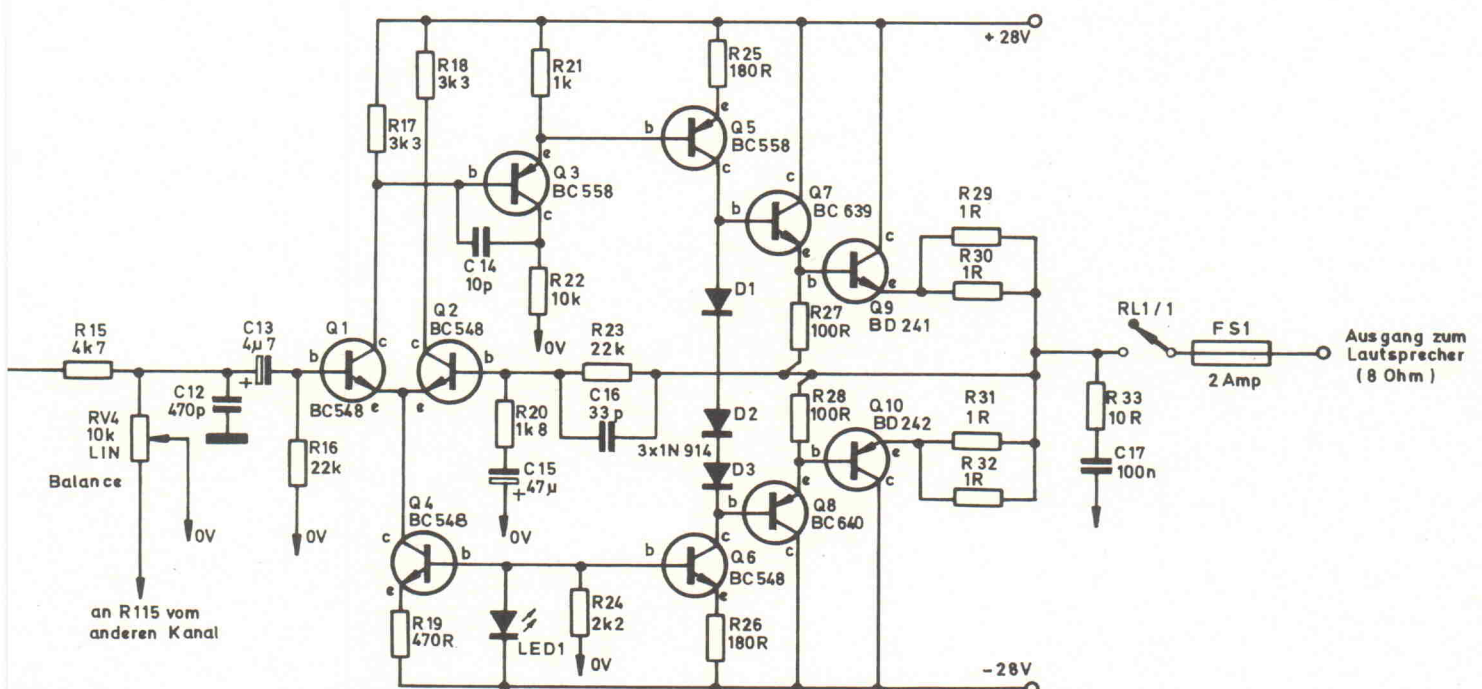 +28V
R18
3k3
R21
1k
R25
180R
R17
3k3
e
b
Q5
BC558
c
e
b
Q3
BC558
c
C14
10p
c
b
Q7
BC639
e
R29
1R
R30
1R
c
b
e
Q9
BD241
D1
R22
10k
0V
R27
100R
R15
4k7
C13
4µ7
+
Q1
b
c
e
BC548
Q2
BC548
c
b
e
R23
22k
C16
33p
RL1/1
FS1
2 Amp
Ausgang zum
Lautsprecher
(8 Ohm)
C12
470p
RV4
10k
LIN
Balance
0V
R16
22k
0V
R20
1k8
C15
47µ
+
0V
D2
3x1N914
D3
R28
100R
Q10
BD242
b
e
c
R31
1R
R32
1R
R33
10R
C17
100n
b
e
Q8
BC640
c
Q4
BC548
c
b
e
b
c
Q6
BC548
e
R24
2k2
0V
LED1
R19
470R
R26
180R
an R115 vom
anderen Kanal
-28V